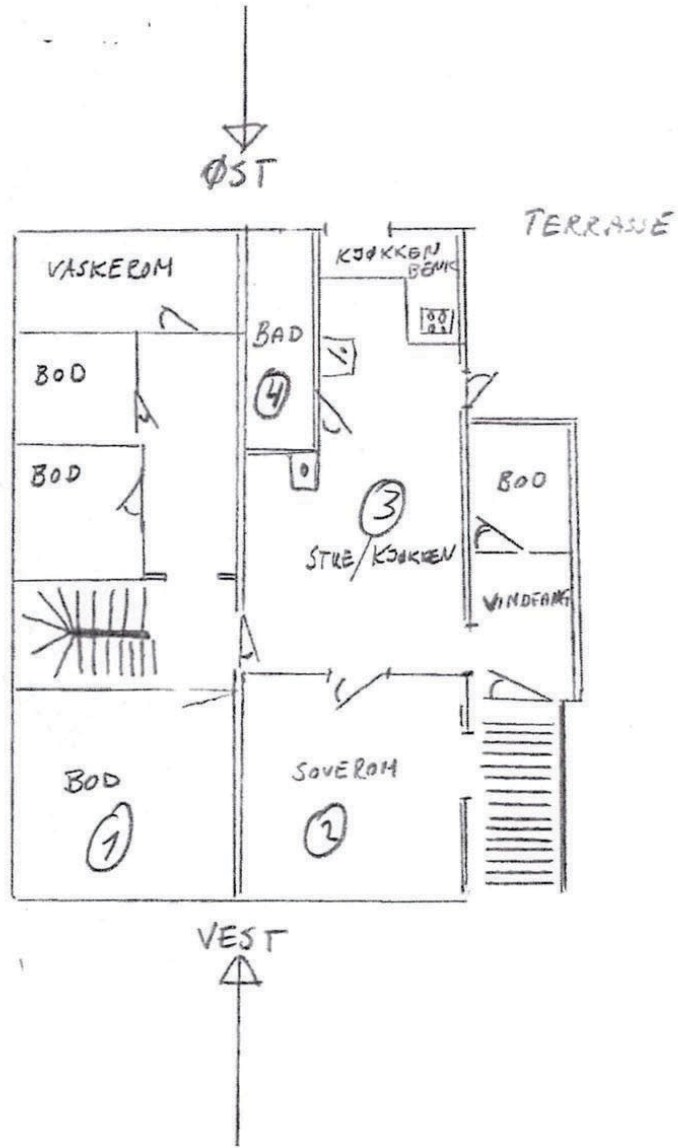 ØST
TERRASSE
VASKEROM
KJØKKEN
BENK
BAD
4
BOD
BOD
BOD
3
STUE/KJØKKEN
VINDFANG
BOD
1
SOVEROM
2
VEST